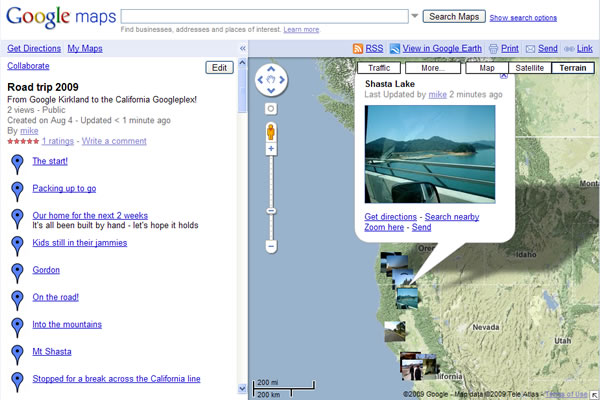 Google maps
Search Maps
Show search options
Find businesses, addresses and places of interest. Learn more.
Get Directions My Maps
«
RSS View in Google Earth Print Send Link
Collaborate
Edit
Road trip 2009
From Google Kirkland to the California Googleplex!
2 views - Public
Created on Aug 4 - Updated < 1 minute ago
By mike
1 ratings - Write a comment
The start!
Packing up to go
Our home for the next 2 weeks
It's all been built by hand - let's hope it holds
Kids still in their jammies
Gordon
On the road!
Into the mountains
Mt Shasta
Stopped for a break across the California line
Traffic More... Map Satellite Terrain
Shasta Lake
Last Updated by mike 2 minutes ago
Get directions - Search nearby
Zoom here - Send
Monta
Oreg
Idaho
Nevada
Utah
lifornia
200 mi
200 km
©2009 Google - Map data ©2009 Tele Atlas - Terms of Use